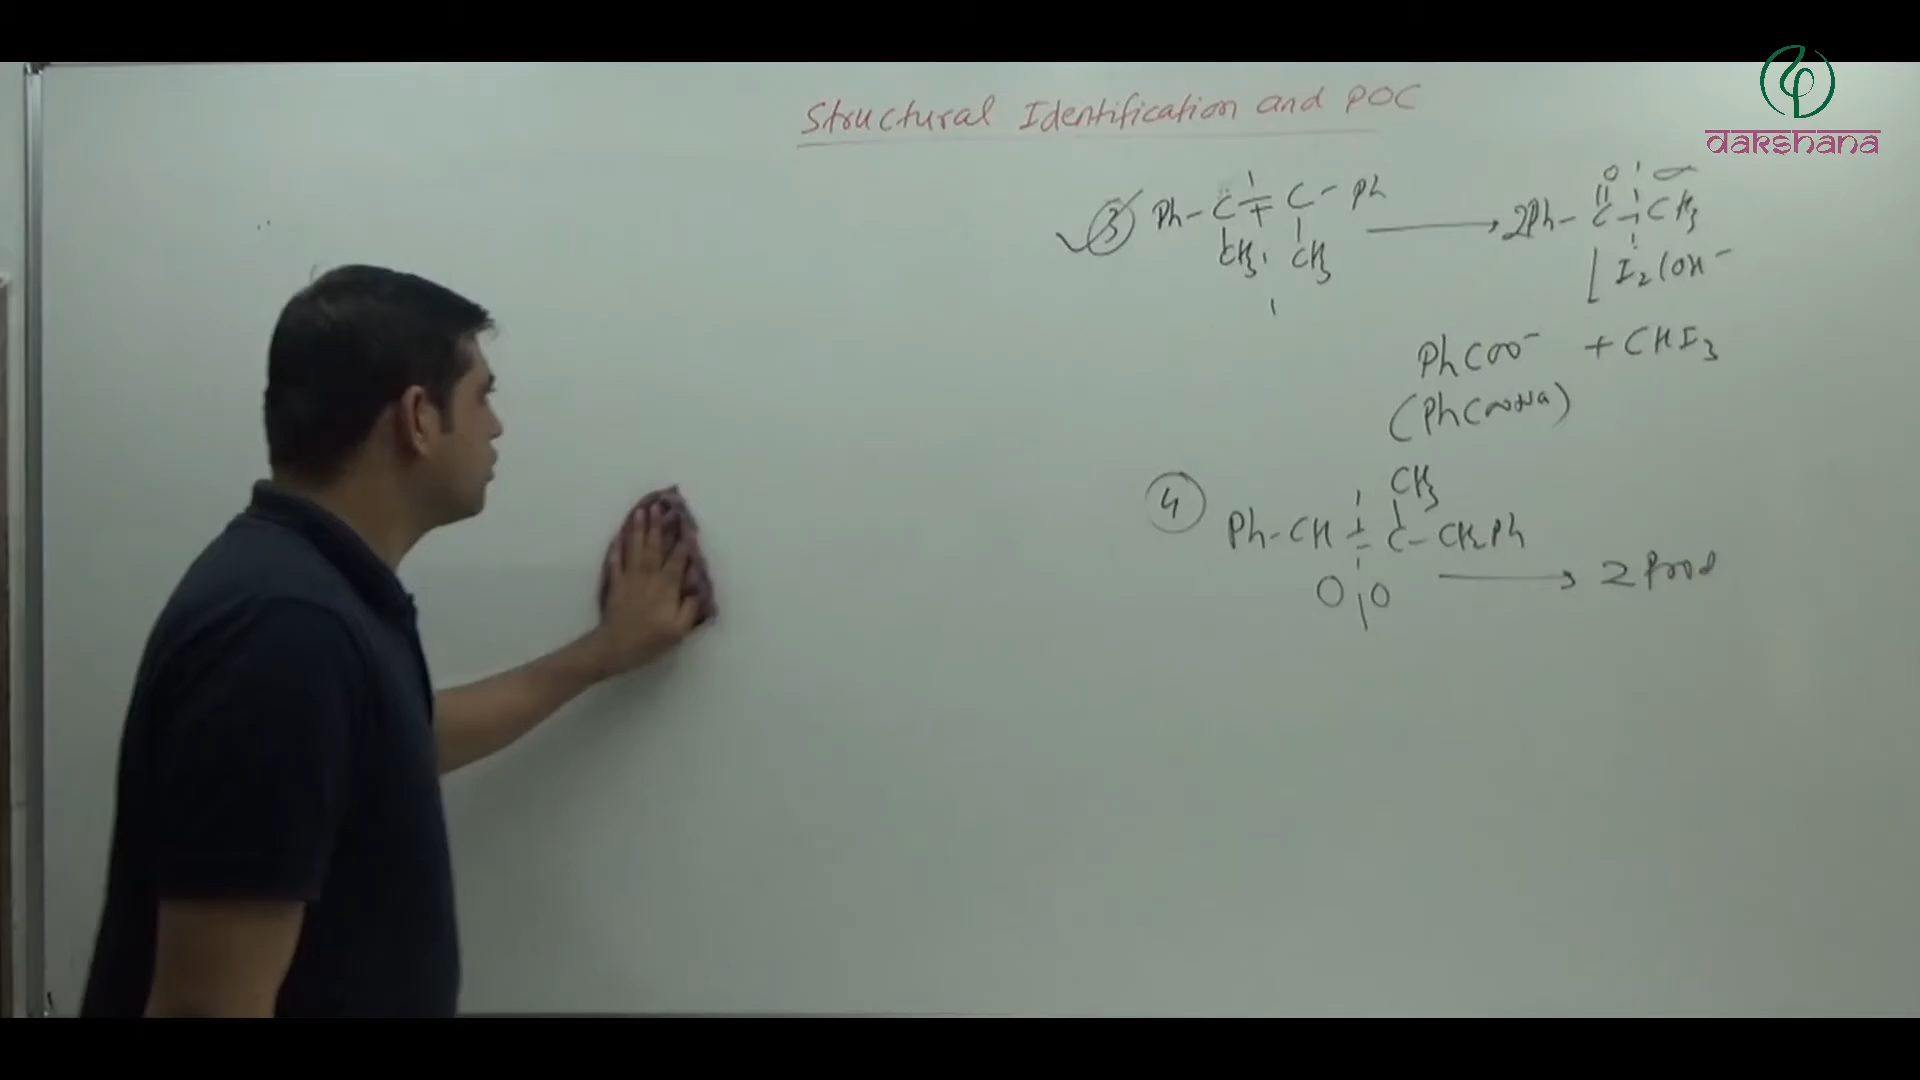 Structural Identification and POC
dakshana
3 Ph-C=C-Ph → 2Ph-C-CH3
O
CH3 CH3
I2/OH-
PhCOO- + CHI3
(PhCOONa)
4 Ph-CH=C-CH2Ph → 2 Prod
CH3
O O